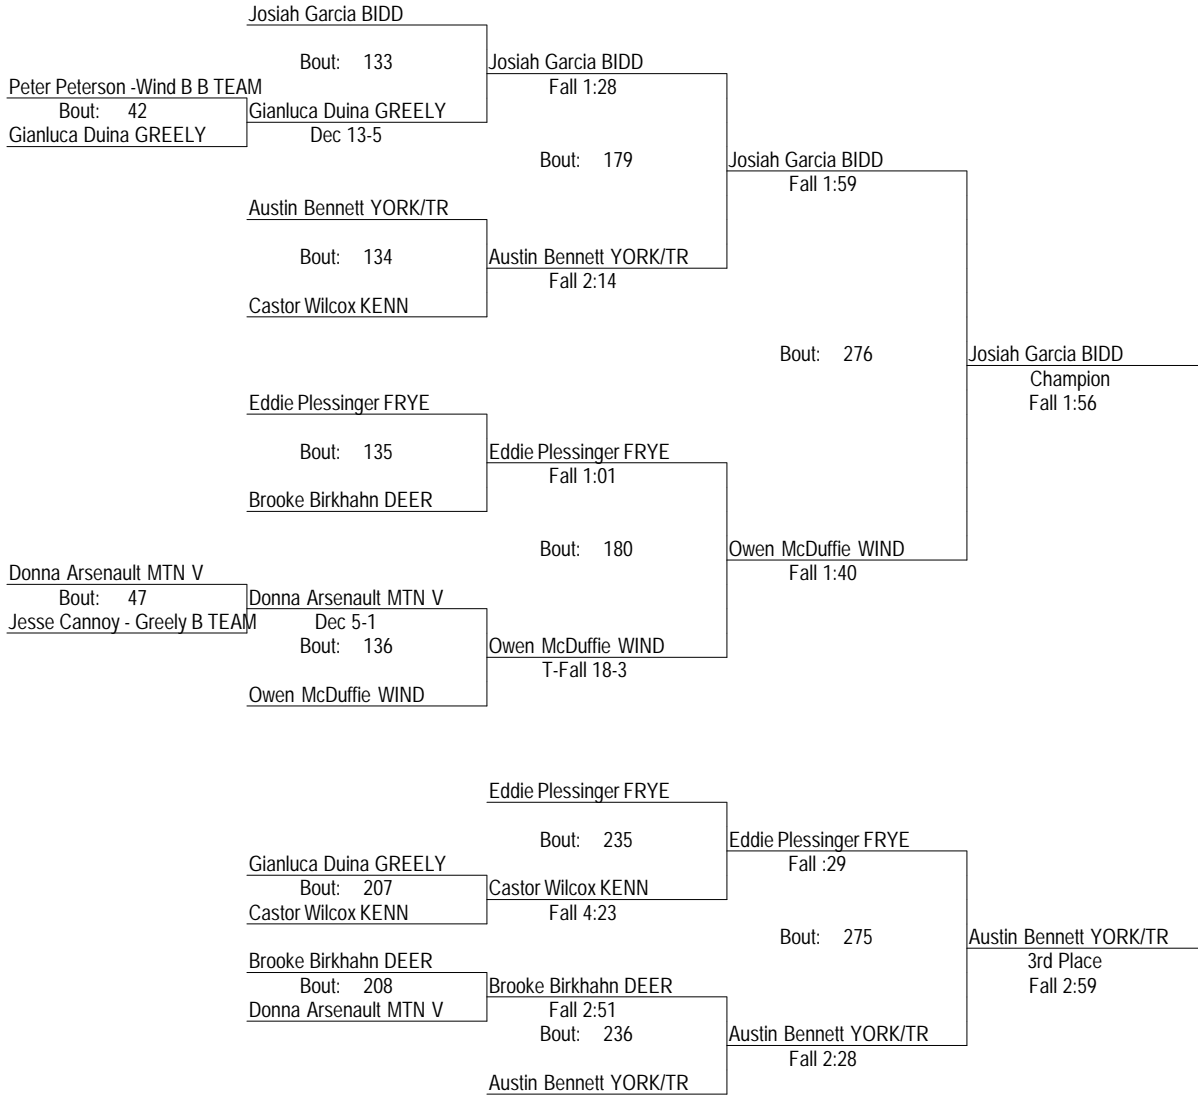 Josiah Garcia BIDD
Bout: 133
Josiah Garcia BIDD
Fall 1:28
Peter Peterson -Wind B B TEAM
Bout: 42
Gianluca Duina GREELY
Gianluca Duina GREELY
Dec 13-5
Bout: 179
Josiah Garcia BIDD
Fall 1:59
Austin Bennett YORK/TR
Bout: 134
Austin Bennett YORK/TR
Fall 2:14
Castor Wilcox KENN
Bout: 276
Josiah Garcia BIDD
Champion
Fall 1:56
Eddie Plessinger FRYE
Bout: 135
Eddie Plessinger FRYE
Fall 1:01
Brooke Birkhahn DEER
Bout: 180
Owen McDuffie WIND
Fall 1:40
Donna Arsenault MTN V
Bout: 47
Jesse Cannoy - Greely B TEAM
Donna Arsenault MTN V
Dec 5-1
Bout: 136
Owen McDuffie WIND
T-Fall 18-3
Owen McDuffie WIND
Eddie Plessinger FRYE
Bout: 235
Eddie Plessinger FRYE
Fall :29
Gianluca Duina GREELY
Bout: 207
Castor Wilcox KENN
Castor Wilcox KENN
Fall 4:23
Bout: 275
Austin Bennett YORK/TR
3rd Place
Fall 2:59
Brooke Birkhahn DEER
Bout: 208
Donna Arsenault MTN V
Brooke Birkhahn DEER
Fall 2:51
Bout: 236
Austin Bennett YORK/TR
Fall 2:28
Austin Bennett YORK/TR